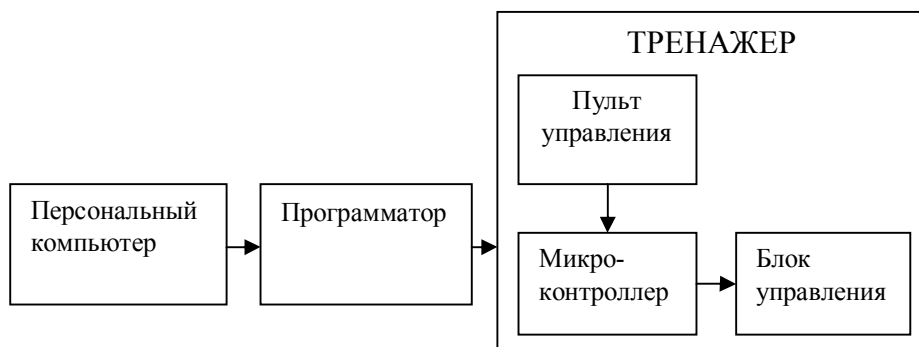 ТРЕНАЖЕР
Пульт
управления
Персональный
компьютер
Программатор
Микро-
контроллер
Блок
управления